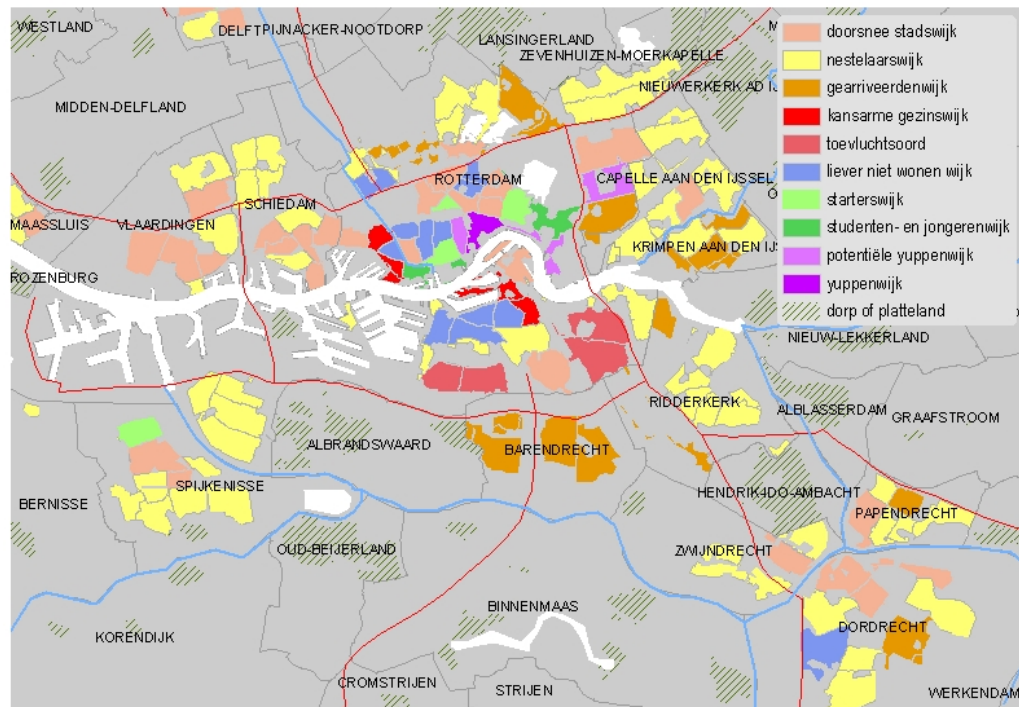 WESTLAND
DELFT
PIJNACKER-NOOTDORP
LANSINGERLAND
ZEVENHUIZEN-MOERKAPELLE
NIEUWERKERK AD IJ
MIDDEN-DELFLAND
ROTTERDAM
CAPELLE AAN DEN IJSSEL
SCHIEDAM
MAASSLUIS
VLAARDINGEN
KRIMPEN AAN DEN IJS
ROZENBURG
NIEUW-LEKKERLAND
RIDDERKERK
ALBLASSERDAM
GRAAFSTROOM
ALBRANDSWAARD
BARENDRECHT
SPIJKENISSE
BERNISSE
HENDRIK-IDO-AMBACHT
PAPENDRECHT
OUD-BEIJERLAND
ZWIJNDRECHT
BINNENMAAS
DORDRECHT
KORENDIJK
CROMSTRIJEN
STRIJEN
WERKENDAM
doorsnee stadswijk
nestelaarswijk
gearriveerdenwijk
kansarme gezinswijk
toevluchtsoord
liever niet wonen wijk
starterswijk
studenten- en jongerenwijk
potentiële yuppenwijk
yuppenwijk
dorp of platteland